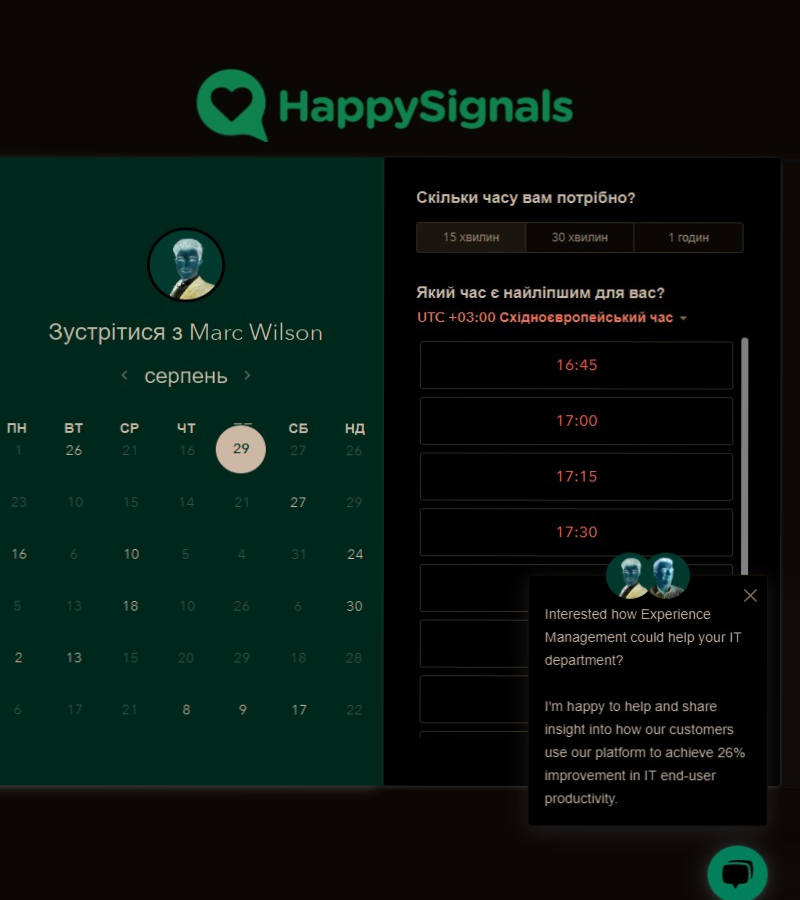 HappySignals
Зустрітися з Marc Wilson
серпень
ПН ВТ СР ЧТ СБ НД
1 26 21 16 29 27 26
23 10 15 14 21 27 29
16 6 10 5 4 31 24
5 13 18 10 26 6 30
2 13 15 20 29 18 28
6 17 21 8 9 17 22
Скільки часу вам потрібно?
15 хвилин 30 хвилин 1 годин
Який час є найліпшим для вас?
UTC +03:00 Східноєвропейський час
16:45
17:00
17:15
17:30
Interested how Experience
Management could help your IT
department?
I'm happy to help and share
insight into how our customers
use our platform to achieve 26%
improvement in IT end-user
productivity.